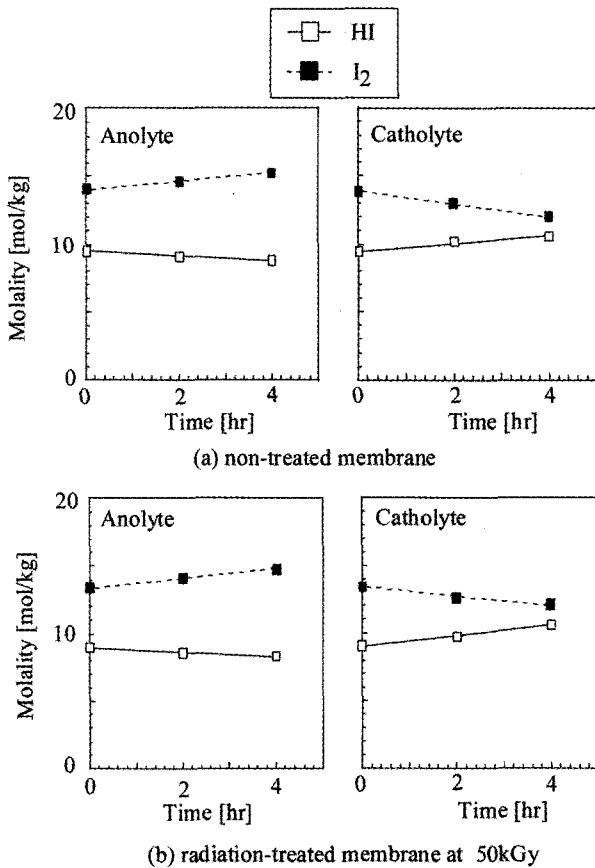 HI
I2
20
Anolyte
Catholyte
10
0
Molality [mol/kg]
0 2 4 0 2 4
Time [hr] Time [hr]
(a) non-treated membrane
20
Anolyte
Catholyte
10
0
Molality [mol/kg]
0 2 4 0 2 4
Time [hr] Time [hr]
(b) radiation-treated membrane at 50kGy